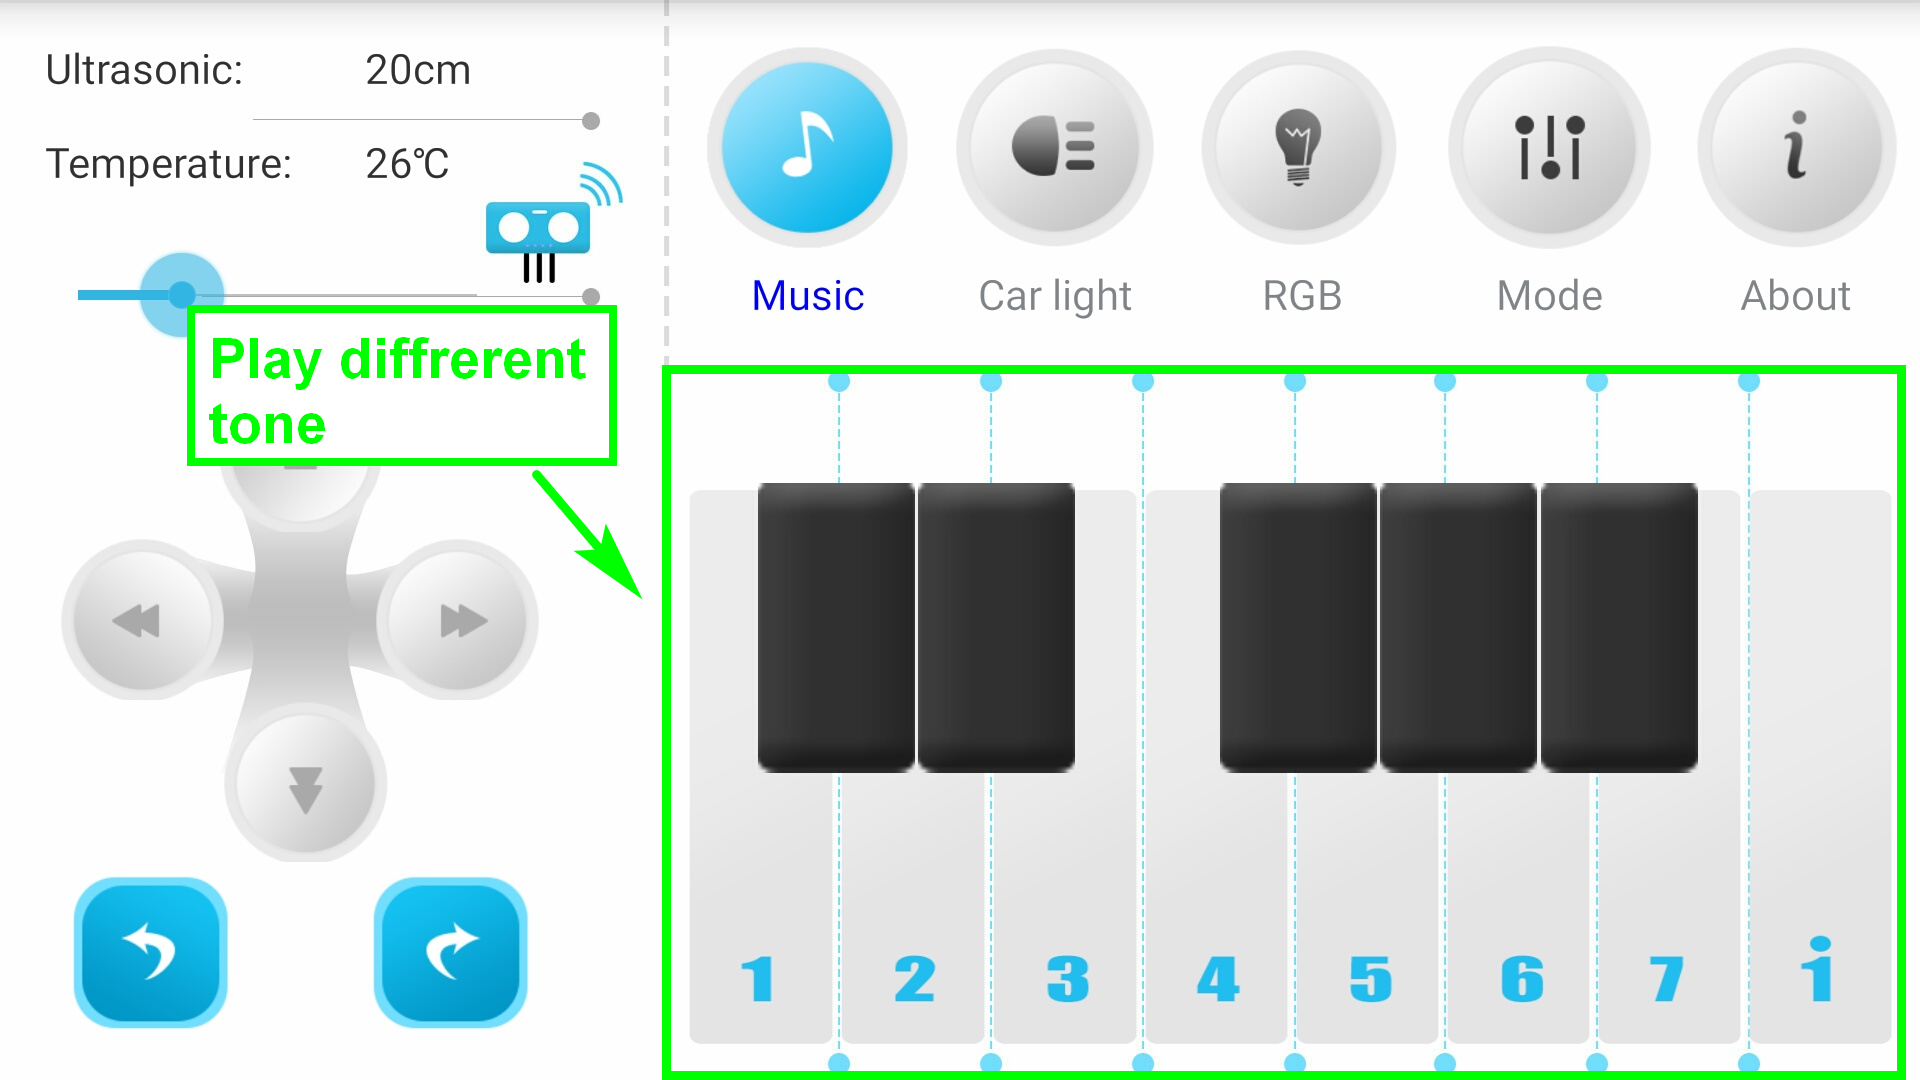 Ultrasonic: 20cm
Temperature: 26℃
Play diffrerent
tone
Music Car light RGB Mode About
1 2 3 4 5 6 7 i